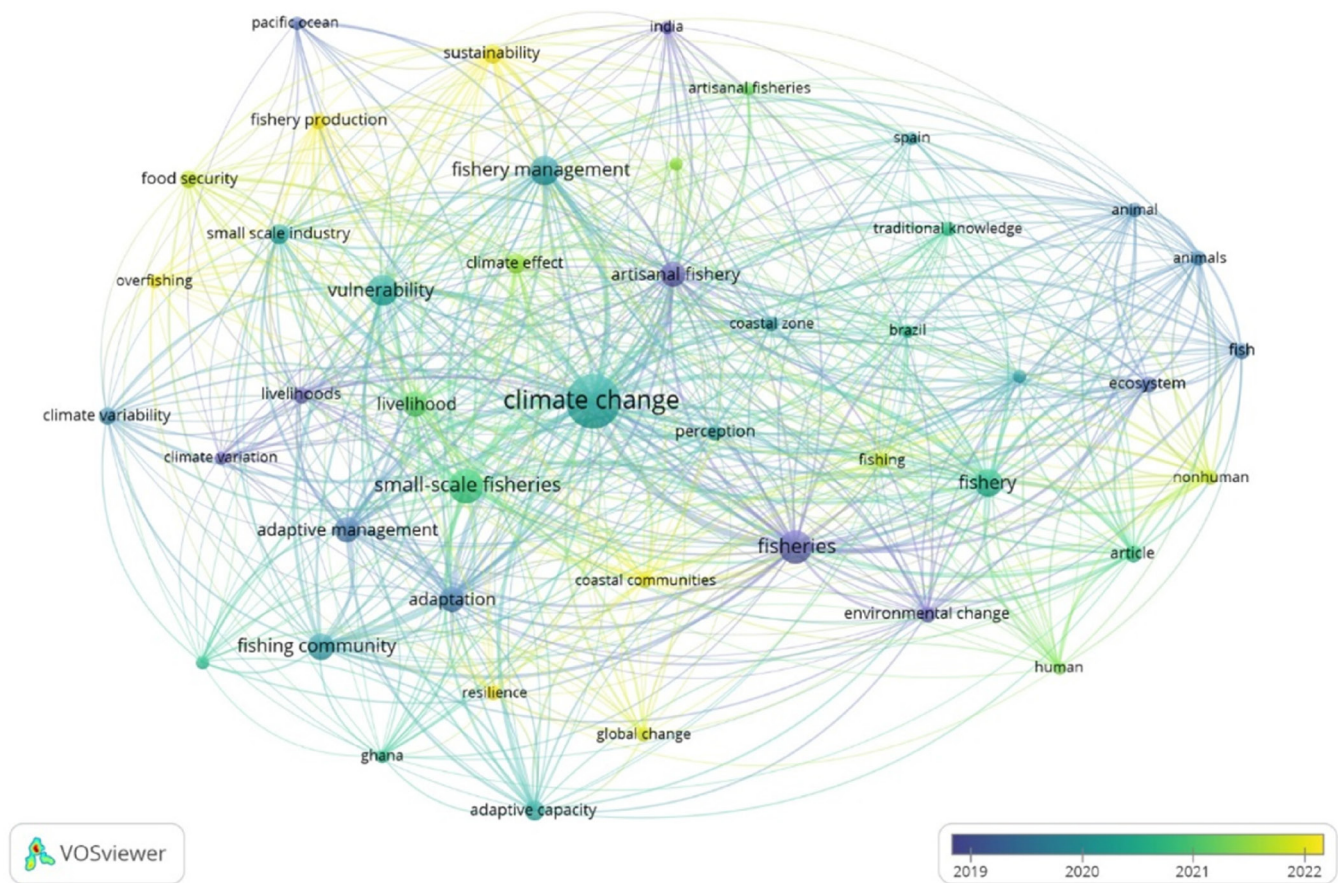 pacific ocean
india
sustainability
artisanal fisheries
fishery production
spain
fishery management
food security
animal
traditional knowledge
small scale industry
animals
climate effect
artisanal fishery
overfishing
vulnerability
coastal zone
brazil
fish
ecosystem
livelihoods
climate change
livelihood
climate variability
perception
climate variation
fishing
nonhuman
small-scale fisheries
fishery
adaptive management
fisheries
article
coastal communities
adaptation
environmental change
fishing community
human
resilience
global change
ghana
adaptive capacity
VOSviewer
2019 2020 2021 2022